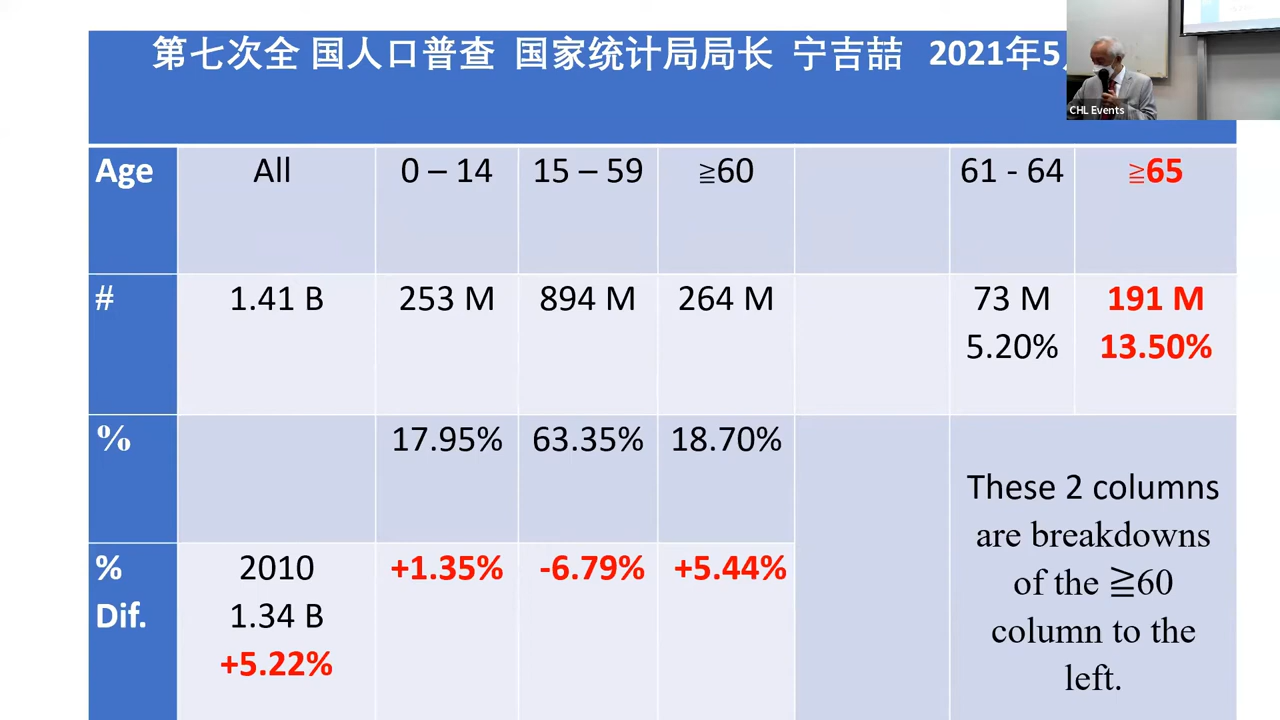 第七次全 国人口普查 国家统计局局长 宁吉喆 2021年5
CHL Events
Age All 0 – 14 15 – 59 ≧60 61 - 64 ≧65
# 1.41 B 253 M 894 M 264 M 73 M 191 M
5.20% 13.50%
% 17.95% 63.35% 18.70%
These 2 columns
are breakdowns
of the ≧60
column to the
left.
% 2010 +1.35% -6.79% +5.44%
Dif. 1.34 B
+5.22%